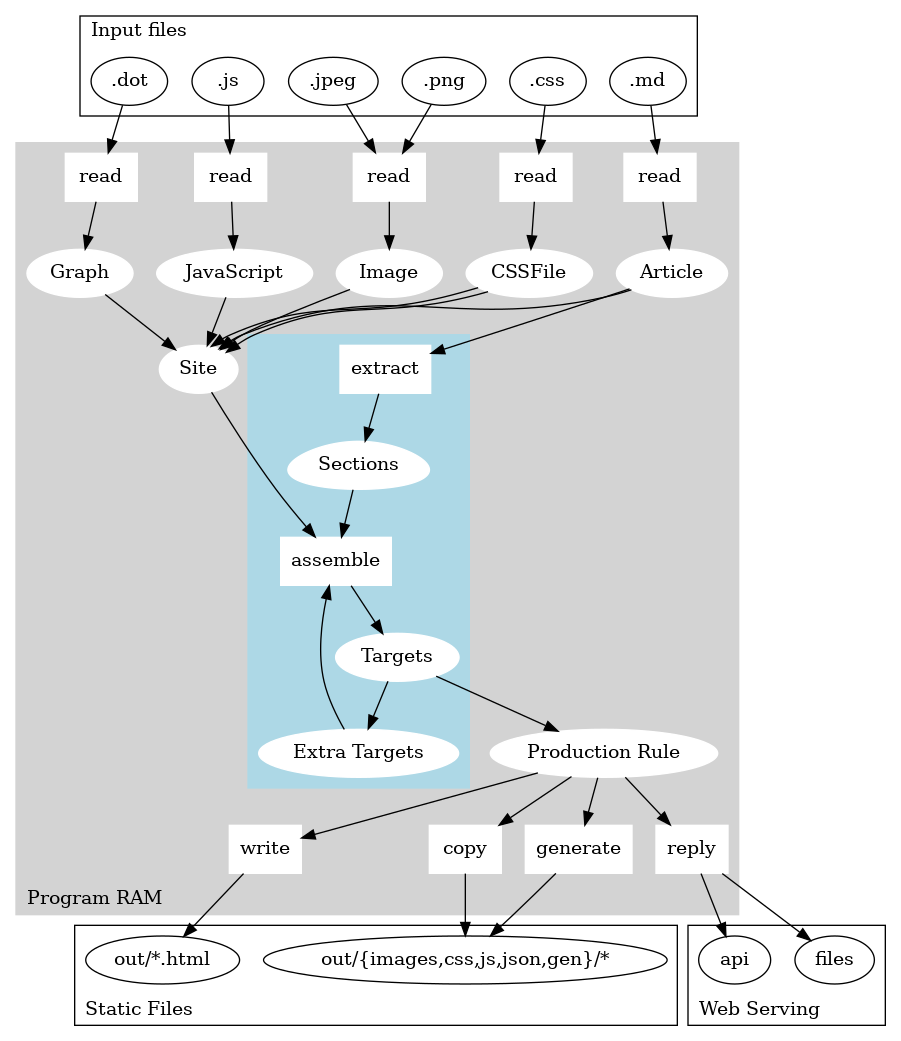 Input files
.dot
.js
.jpeg
.png
.css
.md
read
read
read
read
read
Graph
JavaScript
Image
CSSFile
Article
Site
extract
Sections
assemble
Targets
Extra Targets
Production Rule
write
copy
generate
reply
Program RAM
out/*.html
out/{images,css,js,json,gen}/*
api
files
Static Files
Web Serving